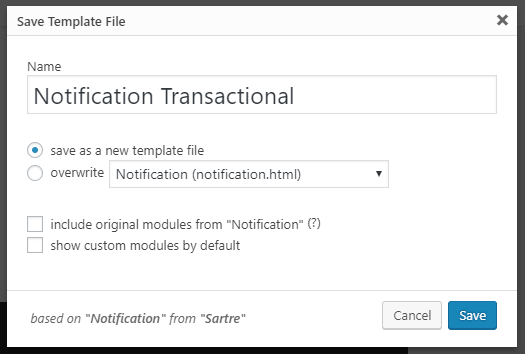 Save Template File
Name
Notification Transactional
save as a new template file
overwrite Notification (notification.html)
include original modules from "Notification" (?)
show custom modules by default
based on "Notification" from "Sartre" Cancel Save